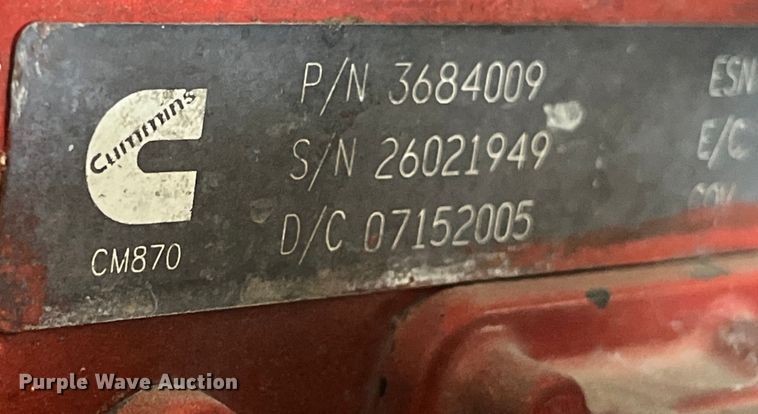 Cummins
CM870
P/N 3684009
S/N 26021949
D/C 07152005
ESN
E/C
Purple Wave Auction